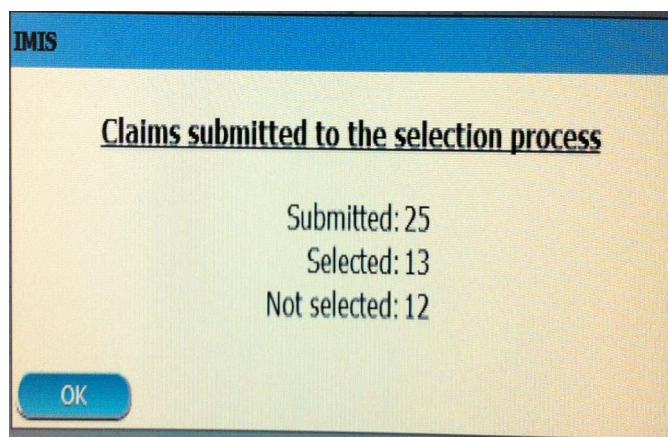 IMIS
Claims submitted to the selection process
Submitted: 25
Selected: 13
Not selected: 12
OK